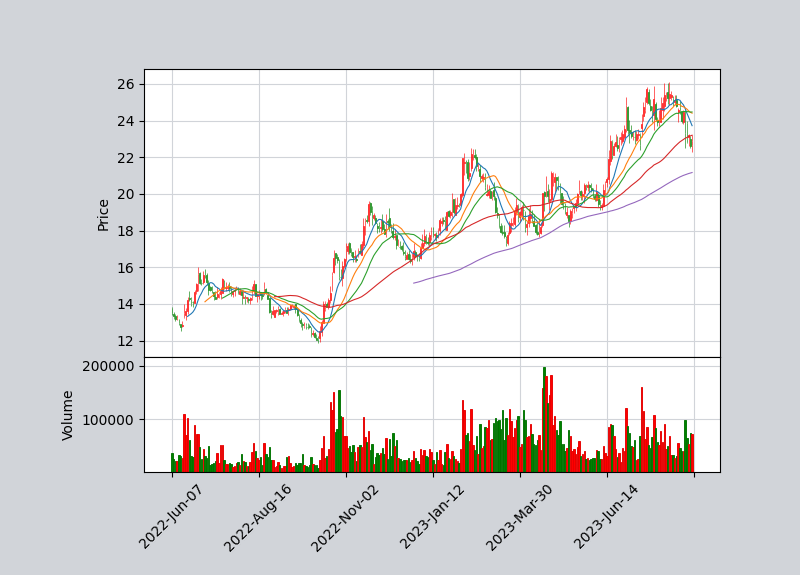 26
24
22
20
18
16
14
12
Price
200000
100000
Volume
2022-Jun-07
2022-Aug-16
2022-Nov-02
2023-Jan-12
2023-Mar-30
2023-Jun-14